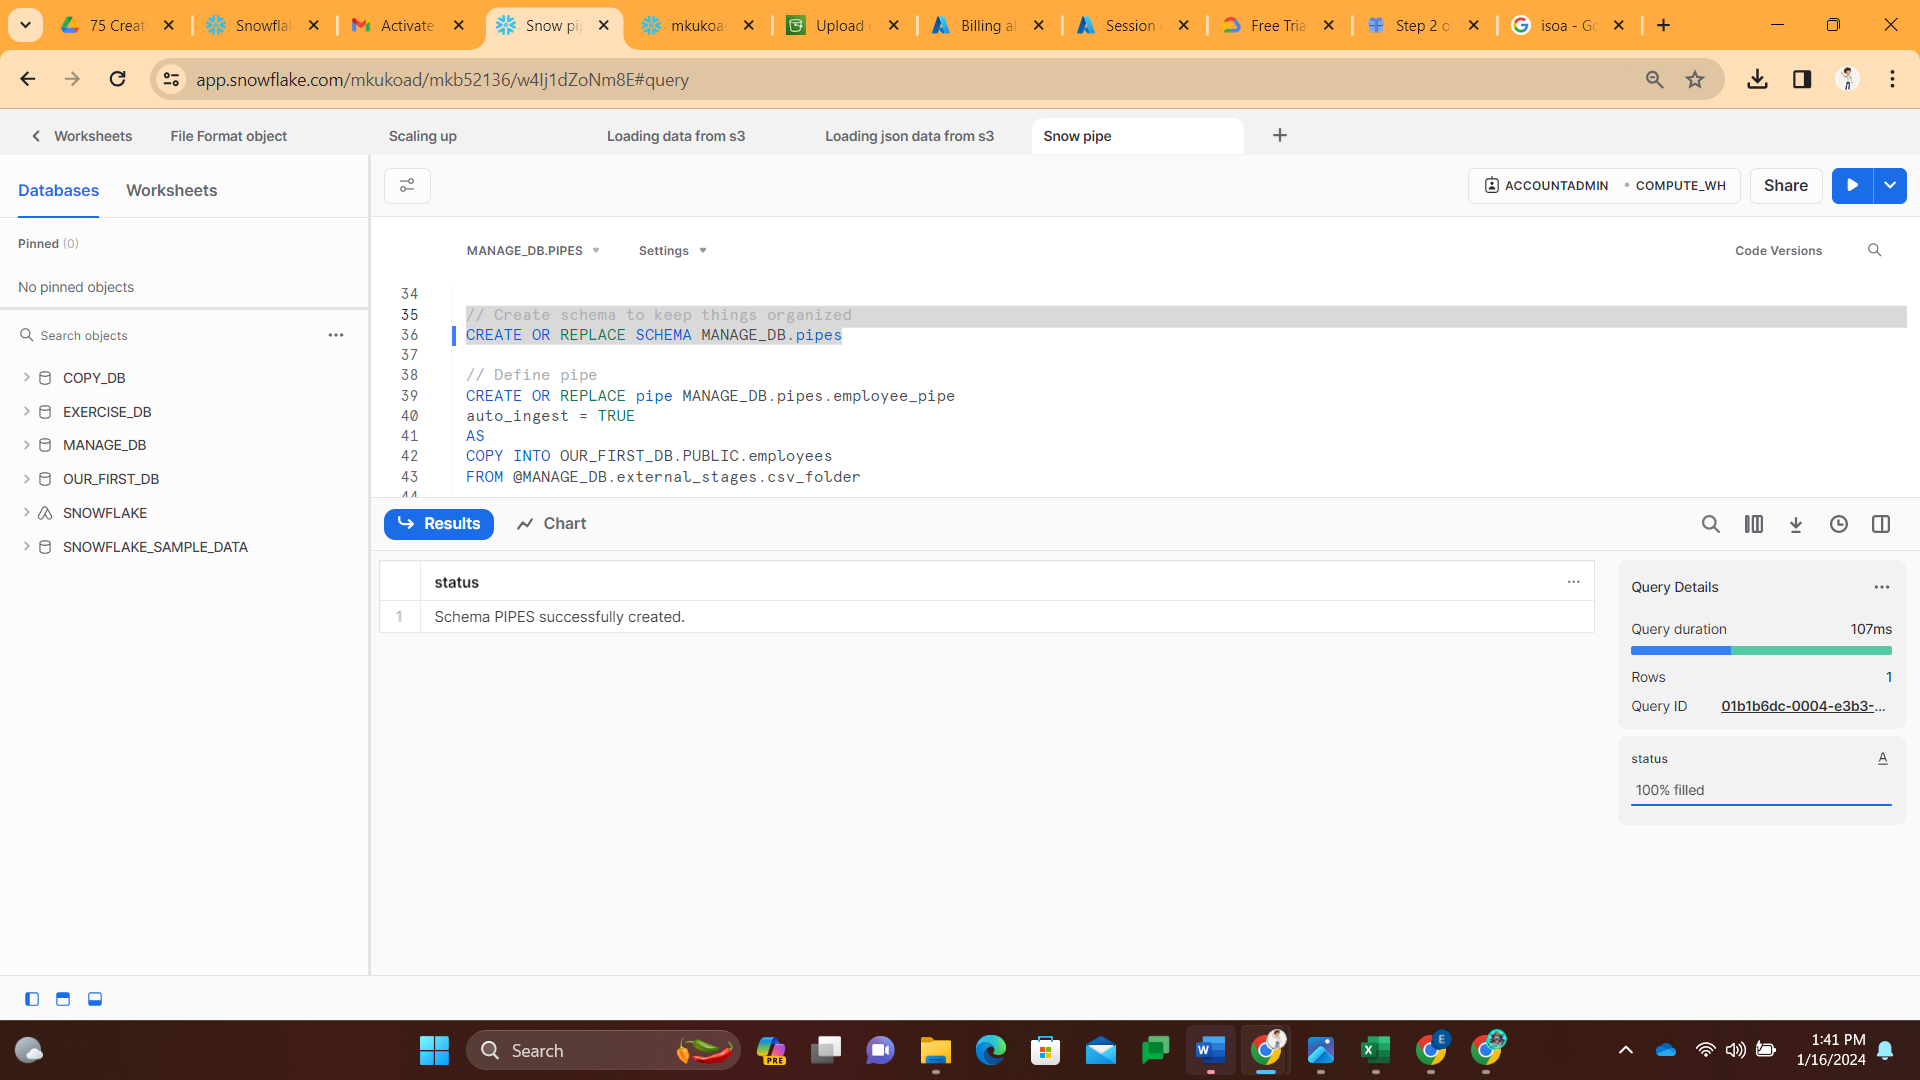 75 Creat
Snowflak
Activate
Snow pip
mkukoad
Upload
Billing al
Session
Free Tria
Step 2 o
isoa - Go
app.snowflake.com/mkukoad/mkb52136/w4Ij1dZoNm8E#query
Worksheets
File Format object
Scaling up
Loading data from s3
Loading json data from s3
Snow pipe
Databases
Worksheets
ACCOUNTADMIN
COMPUTE_WH
Share
Pinned (0)
No pinned objects
Search objects
COPY_DB
EXERCISE_DB
MANAGE_DB
OUR_FIRST_DB
SNOWFLAKE
SNOWFLAKE_SAMPLE_DATA
MANAGE_DB.PIPES
Settings
Code Versions
34
35 // Create schema to keep things organized
36 CREATE OR REPLACE SCHEMA MANAGE_DB.pipes
37
38 // Define pipe
39 CREATE OR REPLACE pipe MANAGE_DB.pipes.employee_pipe
40 auto_ingest = TRUE
41 AS
42 COPY INTO OUR_FIRST_DB.PUBLIC.employees
43 FROM @MANAGE_DB.external_stages.csv_folder
44
Results
Chart
status
1 Schema PIPES successfully created.
Query Details
Query duration 107ms
Rows 1
Query ID 01b1b6dc-0004-e3b3-...
status A
100% filled
Search
PRE
W
X
E
1:41 PM
1/16/2024